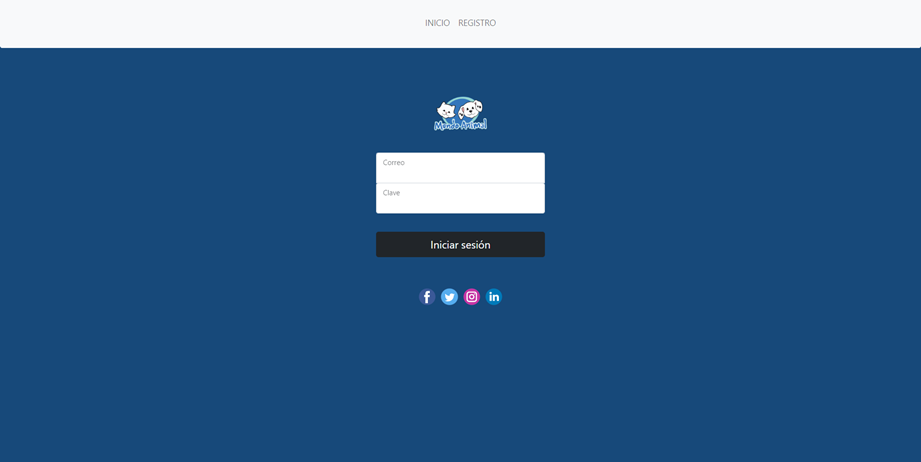 INICIO REGISTRO
Mundo Animal
Correo
Clave
Iniciar sesión